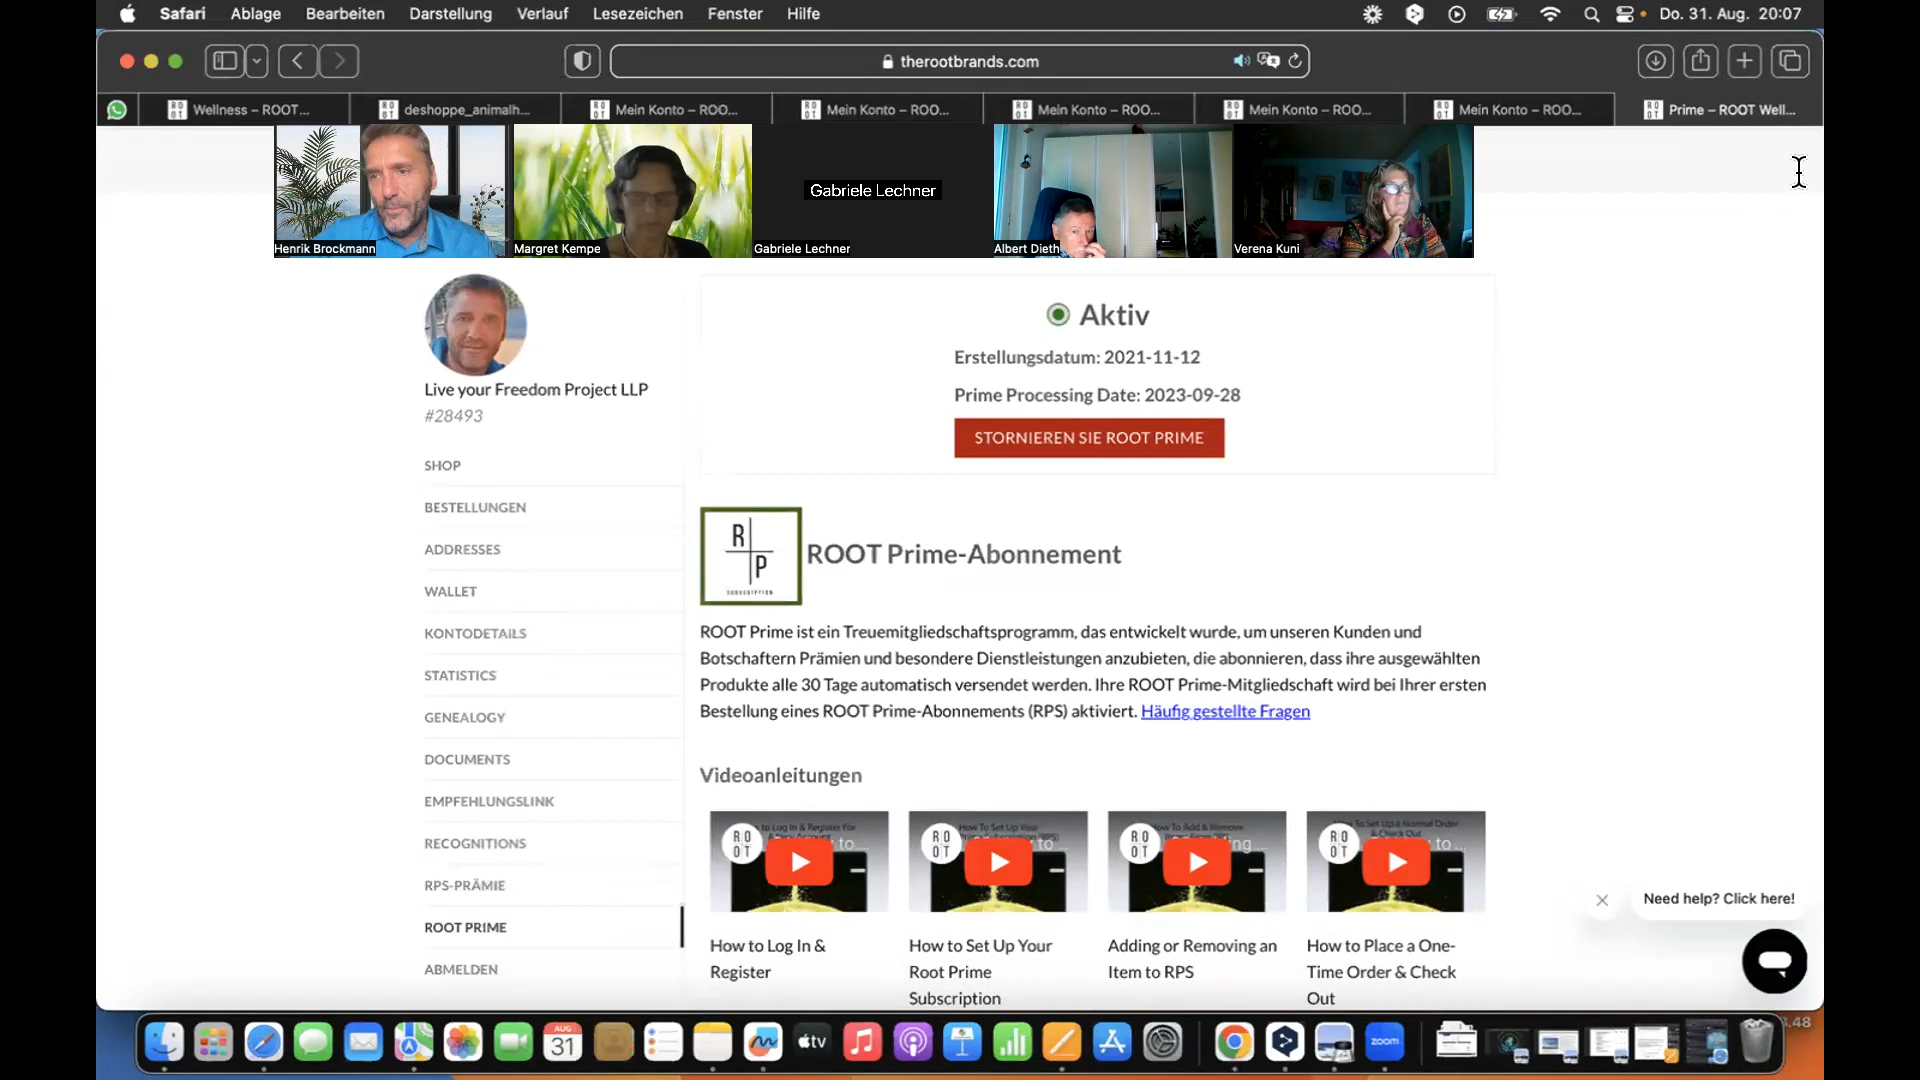 Safari Ablage Bearbeiten Darstellung Verlauf Lesezeichen Fenster Hilfe Do. 31. Aug. 20:07
therootbrands.com
Wellness – ROOT... deshoppe_animalh... Mein Konto – ROO... Mein Konto – ROO... Mein Konto – ROO... Mein Konto – ROO... Mein Konto – ROO... Prime – ROOT Well...
Gabriele Lechner
Henrik Brockmann Margret Kempe Gabriele Lechner Albert Dieth Verena Kuni
Live your Freedom Project LLP
#28493
SHOP
BESTELLUNGEN
ADDRESSES
WALLET
KONTODETAILS
STATISTICS
GENEALOGY
DOCUMENTS
EMPFEHLUNGSLINK
RECOGNITIONS
RPS-PRÄMIE
ROOT PRIME
ABMELDEN
Aktiv
Erstellungsdatum: 2021-11-12
Prime Processing Date: 2023-09-28
STORNIEREN SIE ROOT PRIME
R P
SUBSCRIPTION
ROOT Prime-Abonnement
ROOT Prime ist ein Treuemitgliedschaftsprogramm, das entwickelt wurde, um unseren Kunden und
Botschaftern Prämien und besondere Dienstleistungen anzubieten, die abonnieren, dass ihre ausgewählten
Produkte alle 30 Tage automatisch versendet werden. Ihre ROOT Prime-Mitgliedschaft wird bei Ihrer ersten
Bestellung eines ROOT Prime-Abonnements (RPS) aktiviert. Häufig gestellte Fragen
Videoanleitungen
How to Log In &
Register
How to Set Up Your
Root Prime
Subscription
Adding or Removing an
Item to RPS
How to Place a One-
Time Order & Check
Out
Need help? Click here!
AUG
31
tv
zoom